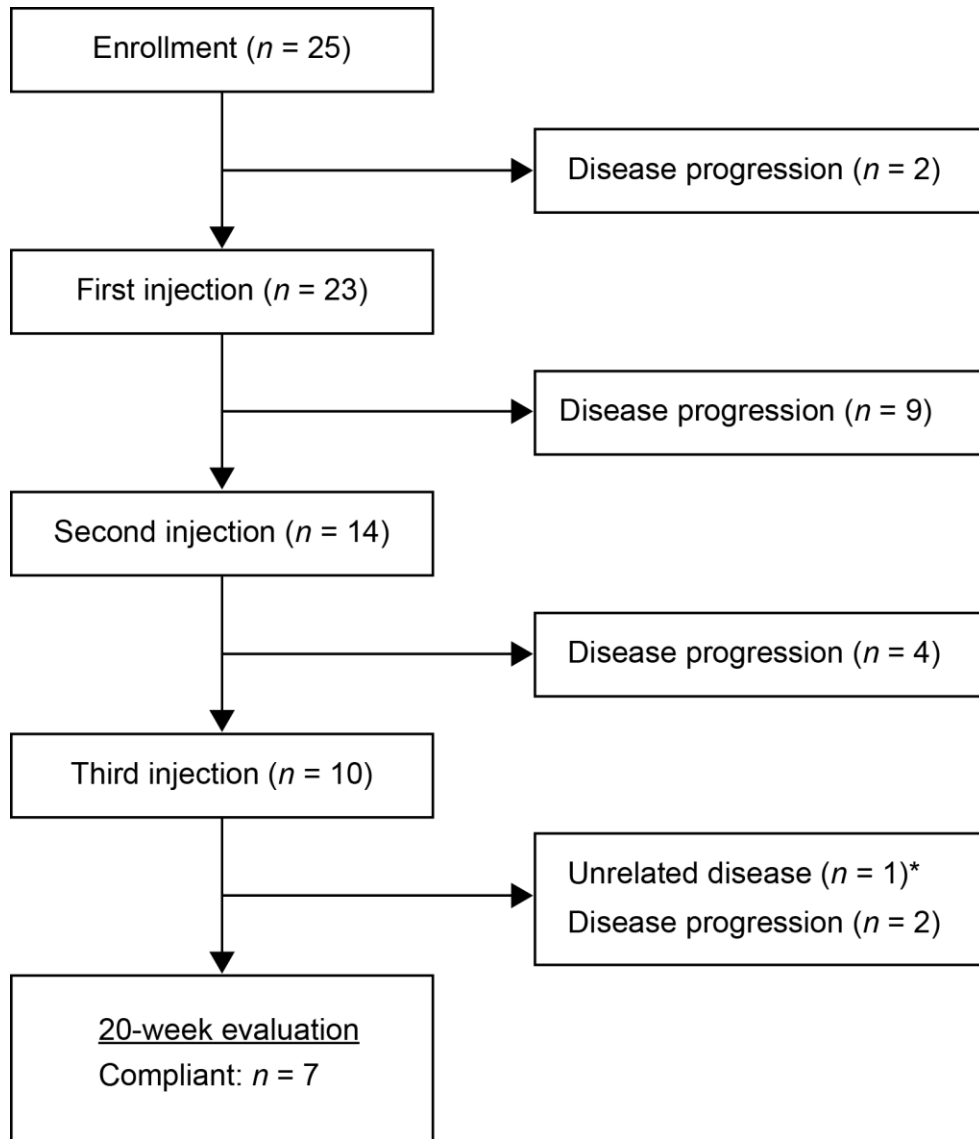 Enrollment (n = 25)
Disease progression (n = 2)
First injection (n = 23)
Disease progression (n = 9)
Second injection (n = 14)
Disease progression (n = 4)
Third injection (n = 10)
Unrelated disease (n = 1)*
Disease progression (n = 2)
20-week evaluation
Compliant: n = 7